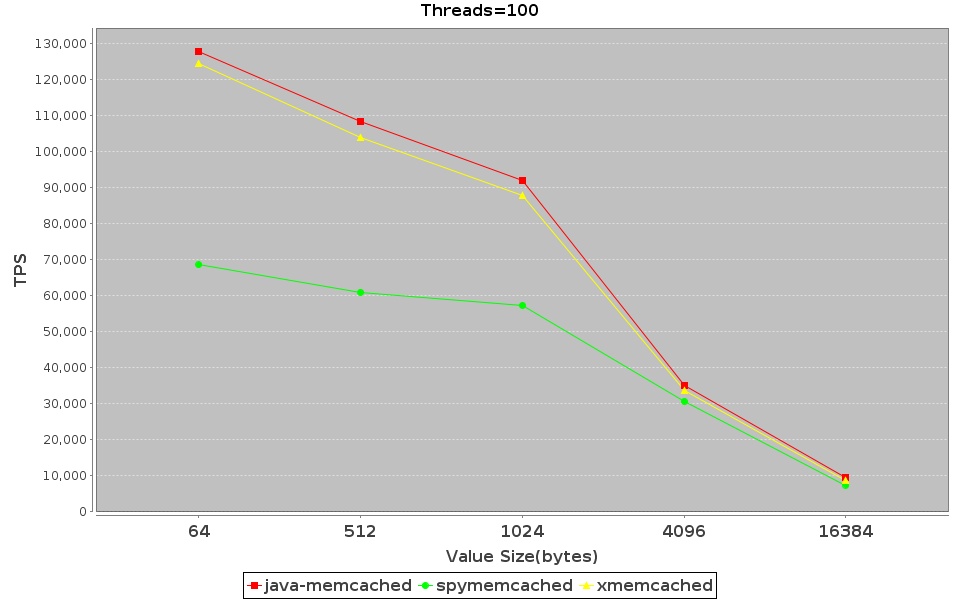 Threads=100
130,000
120,000
110,000
100,000
90,000
80,000
70,000
60,000
50,000
40,000
30,000
20,000
10,000
0
TPS
64 512 1024 4096 16384
Value Size(bytes)
java-memcached spymemcached xmemcached